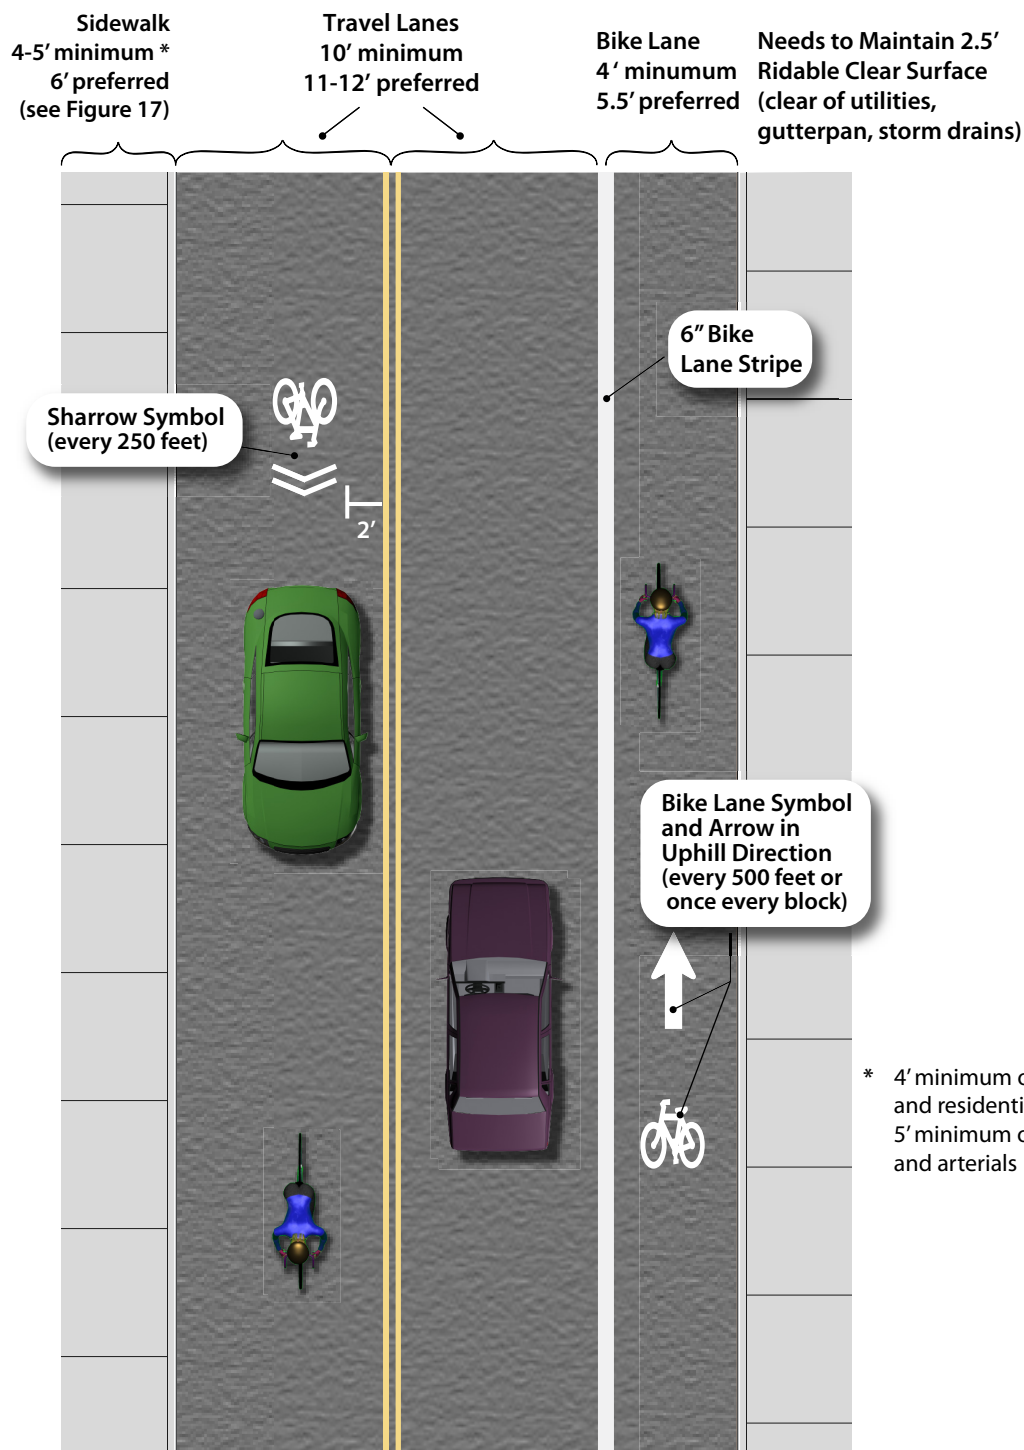 Sidewalk
4-5’ minimum *
6’ preferred
(see Figure 17)
Travel Lanes
10’ minimum
11-12’ preferred
Bike Lane
4 ‘ minumum
5.5’ preferred
Needs to Maintain 2.5’
Ridable Clear Surface
(clear of utilities,
gutterpan, storm drains)
6” Bike
Lane Stripe
Sharrow Symbol
(every 250 feet)
2’
Bike Lane Symbol
and Arrow in
Uphill Direction
(every 500 feet or
once every block)
* 4’ minimum
and
5’ minimum
and arterials